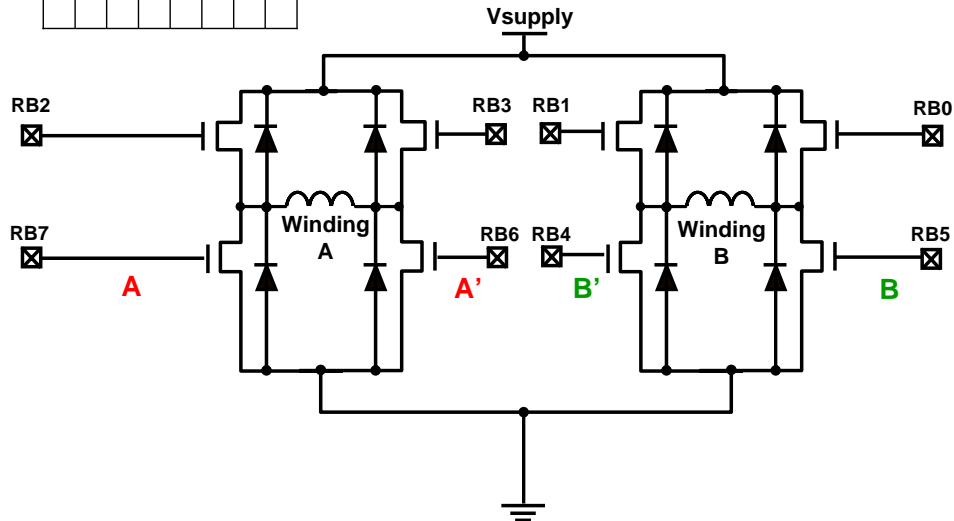 Vsupply
RB2
RB3
RB1
RB0
Winding
A
Winding
B
RB7
RB6
RB4
RB5
A
A’
B’
B